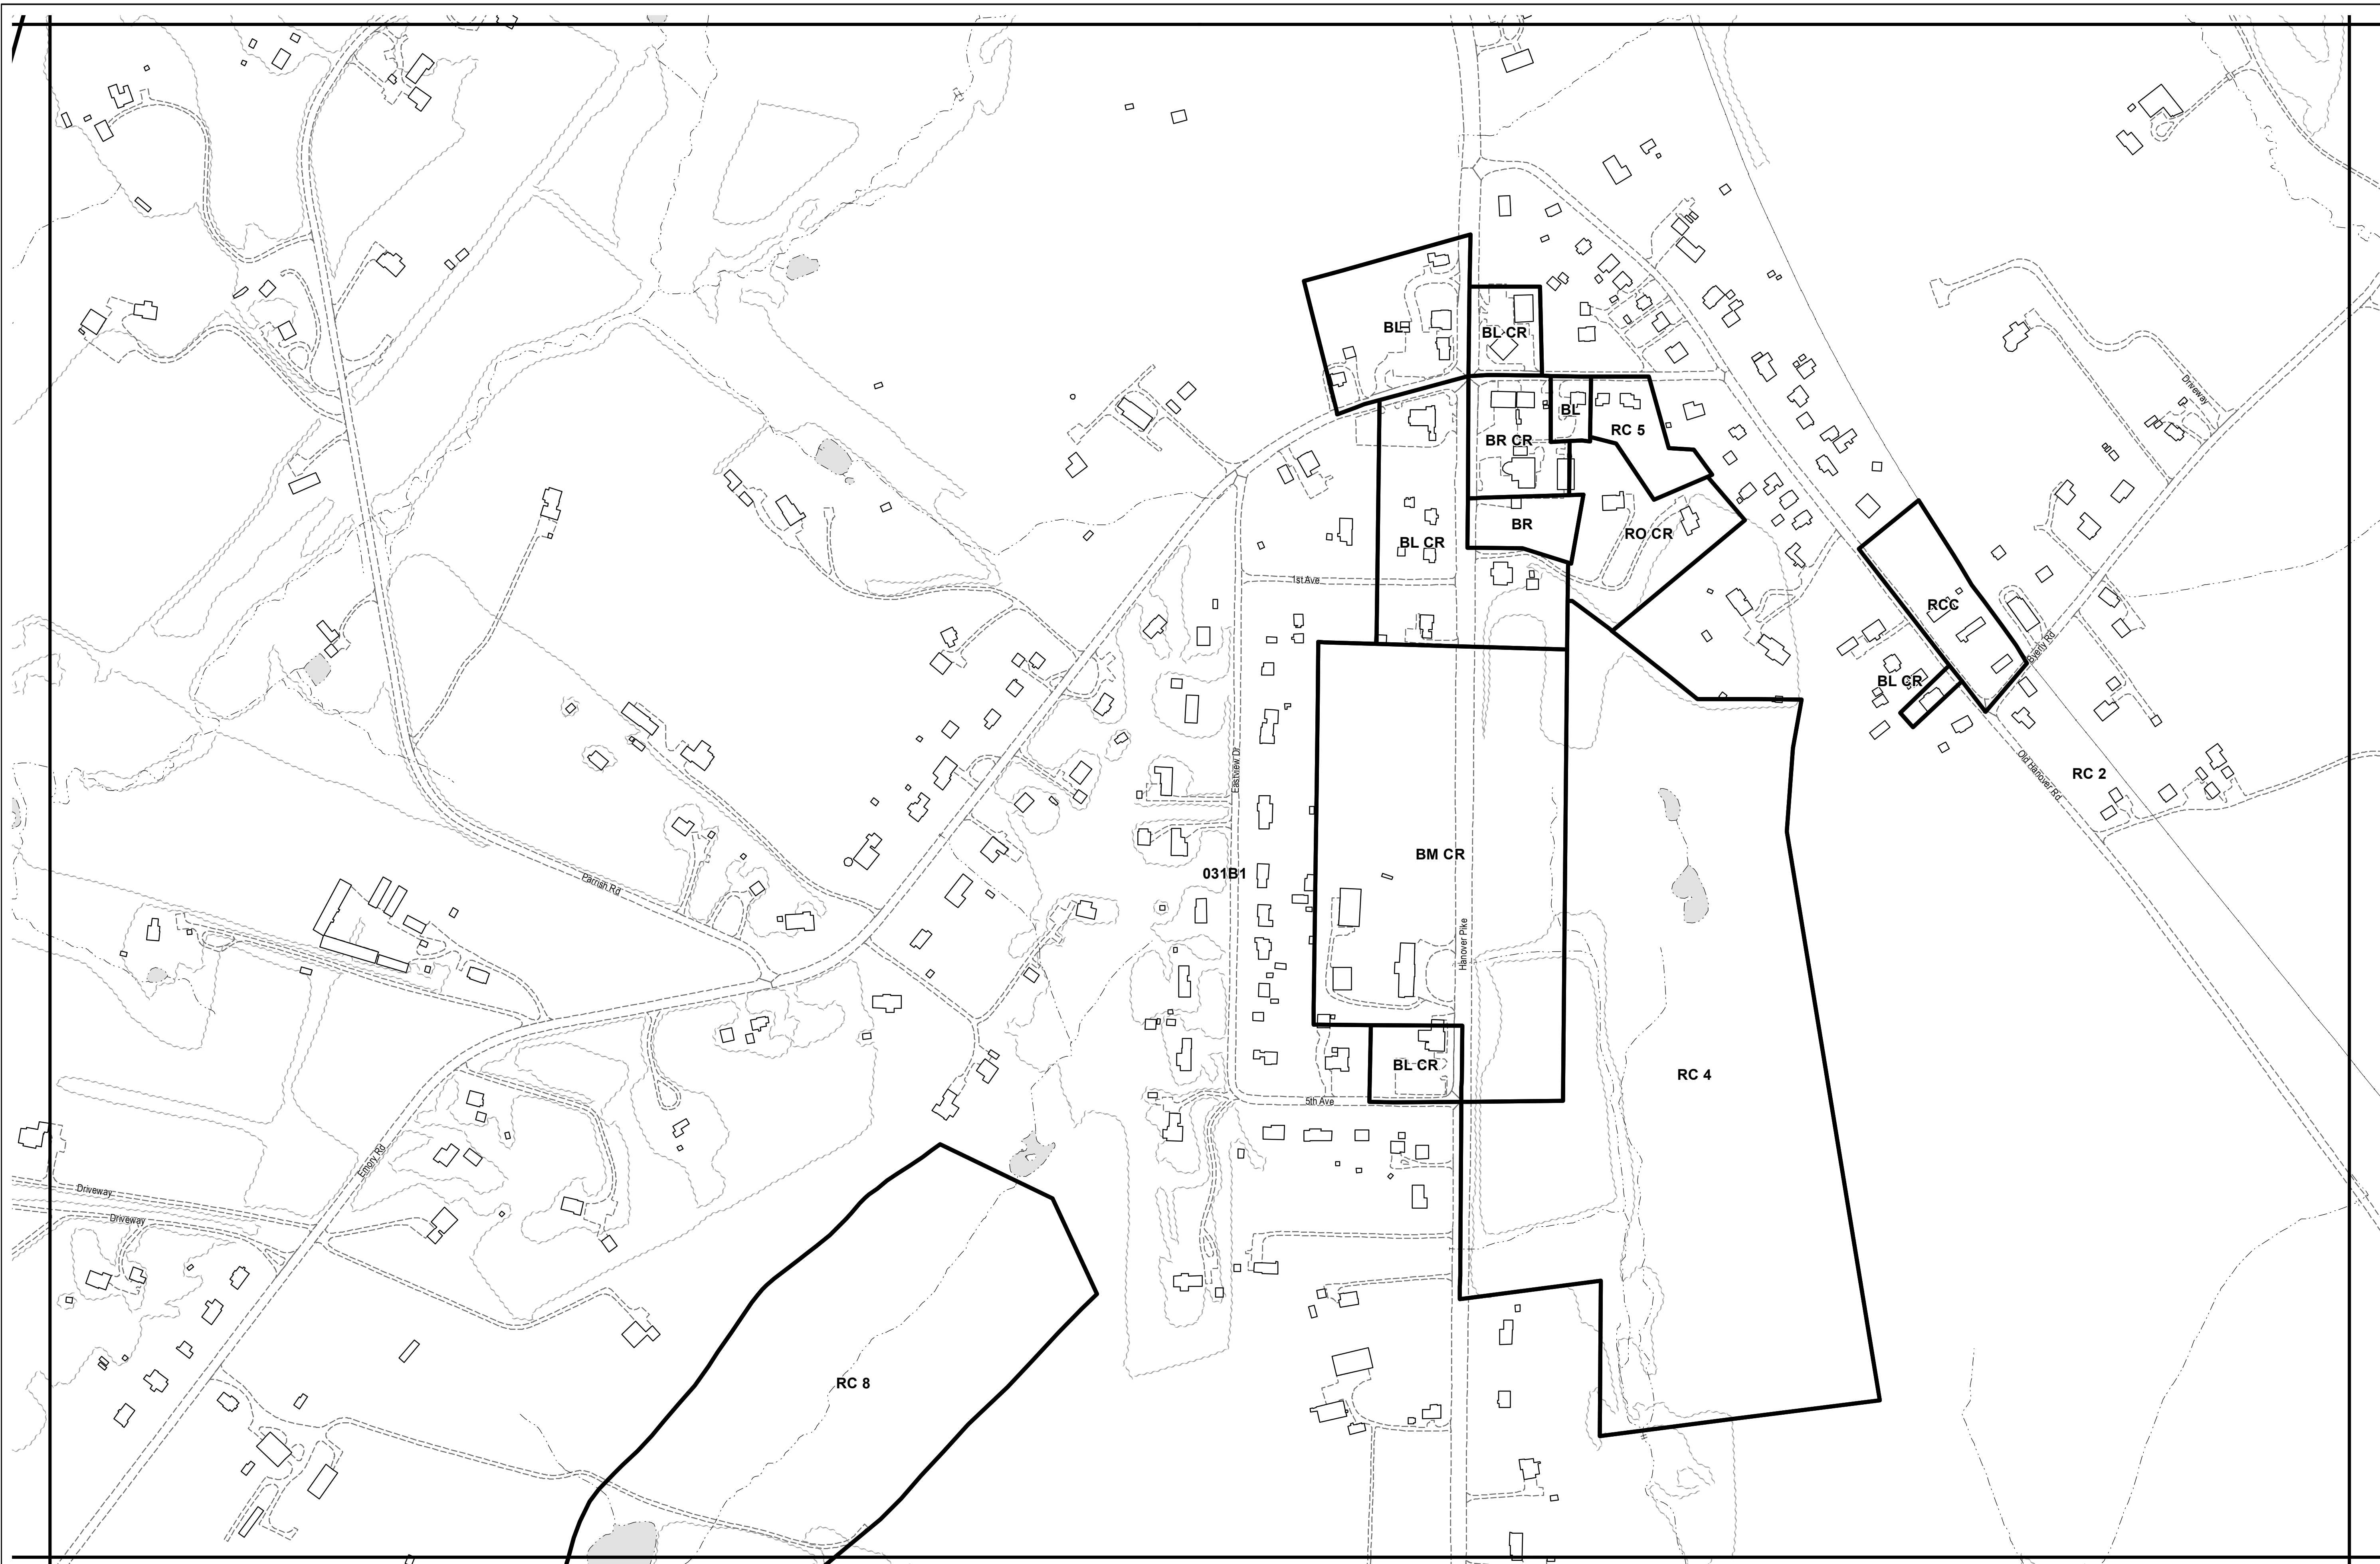 BL
BL CR
Driveway
BL
RC 5
BR CR
BR
RO CR
BL CR
1st Ave
RCC
Byerly Rd
BL CR
Eastview Dr
Old Hanover Rd
RC 2
BM CR
031B1
Parrish Rd
Hanover Pike
BL CR
RC 4
5th Ave
Emory Rd
Driveway
Driveway
RC 8